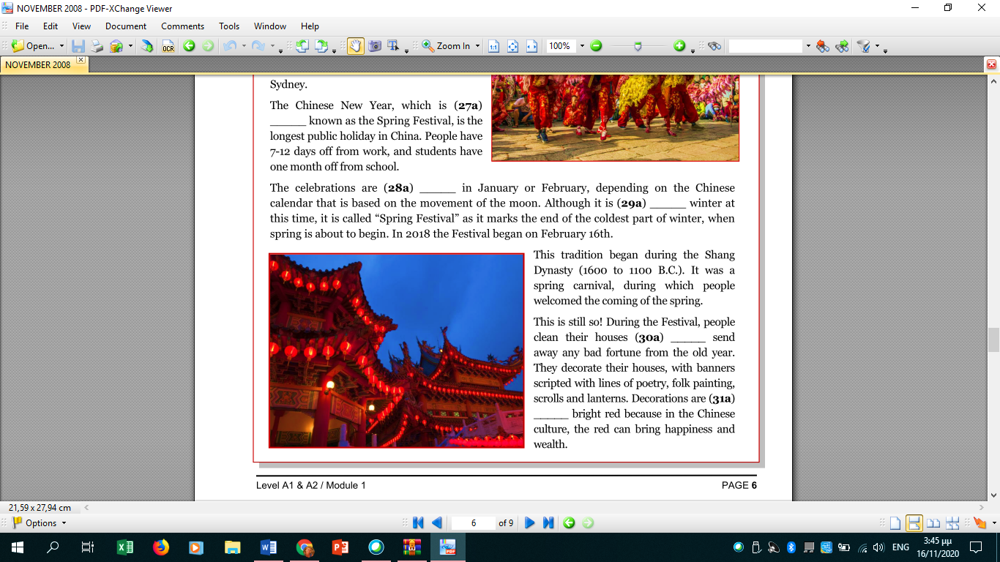 NOVEMBER 2008 - PDF-XChange Viewer
File Edit View Document Comments Tools Window Help
Open... OCR Zoom In 1:1 100%
NOVEMBER 2008
Sydney.
The Chinese New Year, which is (27a)
_____ known as the Spring Festival, is the
longest public holiday in China. People have
7-12 days off from work, and students have
one month off from school.
The celebrations are (28a) _____ in January or February, depending on the Chinese
calendar that is based on the movement of the moon. Although it is (29a) _____ winter at
this time, it is called “Spring Festival” as it marks the end of the coldest part of winter, when
spring is about to begin. In 2018 the Festival began on February 16th.
This tradition began during the Shang
Dynasty (1600 to 1100 B.C.). It was a
spring carnival, during which people
welcomed the coming of the spring.
This is still so! During the Festival, people
clean their houses (30a) _____ send
away any bad fortune from the old year.
They decorate their houses, with banners
scripted with lines of poetry, folk painting,
scrolls and lanterns. Decorations are (31a)
_____ bright red because in the Chinese
culture, the red can bring happiness and
wealth.
Level A1 & A2 / Module 1 PAGE 6
21,59 x 27,94 cm
Options 6 of 9
ENG 3:45 μμ
16/11/2020